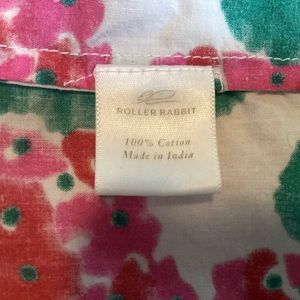 ROLLER RABBIT
100% Cotton
Made in India